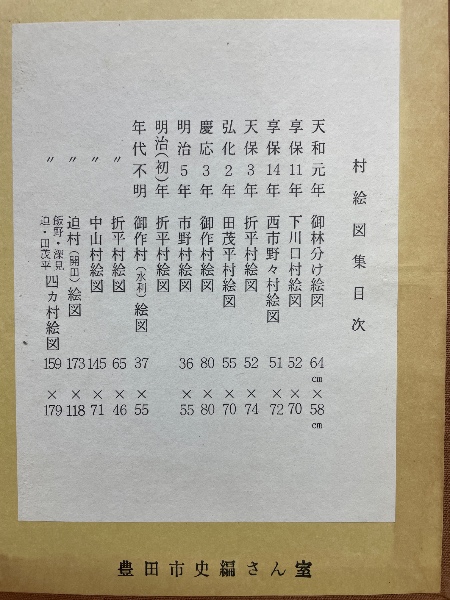 村絵図集目次
天和元年 御林分け絵図 64cm×58cm
享保11年 下川口村絵図 52×70
享保14年 西市野々村絵図 51×72
天保3年 折平村絵図 52×74
弘化2年 田茂平村絵図 55×70
慶応3年 御作村絵図 80×80
明治5年 市野村絵図 36×55
明治(初)年 折平村絵図
年代不明 御作村(水利)絵図 37×55
〃 折平村絵図 65×46
〃 中山村絵図 145×71
〃 迫村(開田)絵図 173×118
〃 飯野・深見迫・田茂平四カ村絵図 159×179
豊田市史編さん室